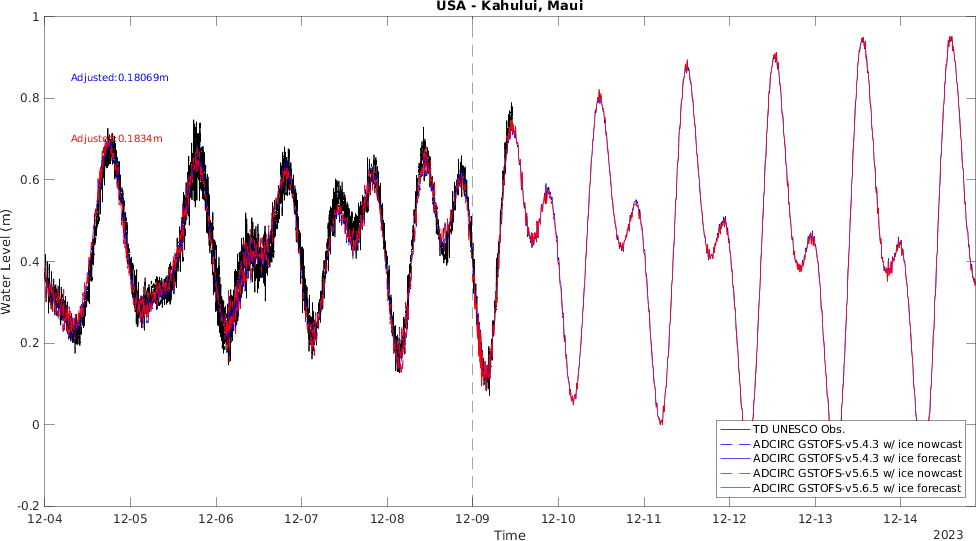 USA - Kahului, Maui
1
Adjusted:0.18069m
0.8
Adjusted:0.1834m
0.6
Water Level (m)
0.4
0.2
0
TD UNESCO Obs.
ADCIRC GSTOFS-v5.4.3 w/ ice nowcast
ADCIRC GSTOFS-v5.4.3 w/ ice forecast
ADCIRC GSTOFS-v5.6.5 w/ ice nowcast
ADCIRC GSTOFS-v5.6.5 w/ ice forecast
-0.2
12-04 12-05 12-06 12-07 12-08 12-09 12-10 12-11 12-12 12-13 12-14
Time
2023